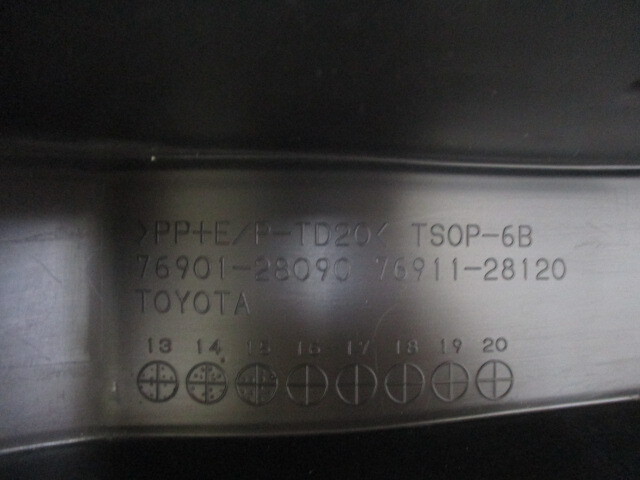 >PP+E/P-TD20< TSOP-6B
76901-28090 76911-28120
TOYOTA
13 14 15 16 17 18 19 20